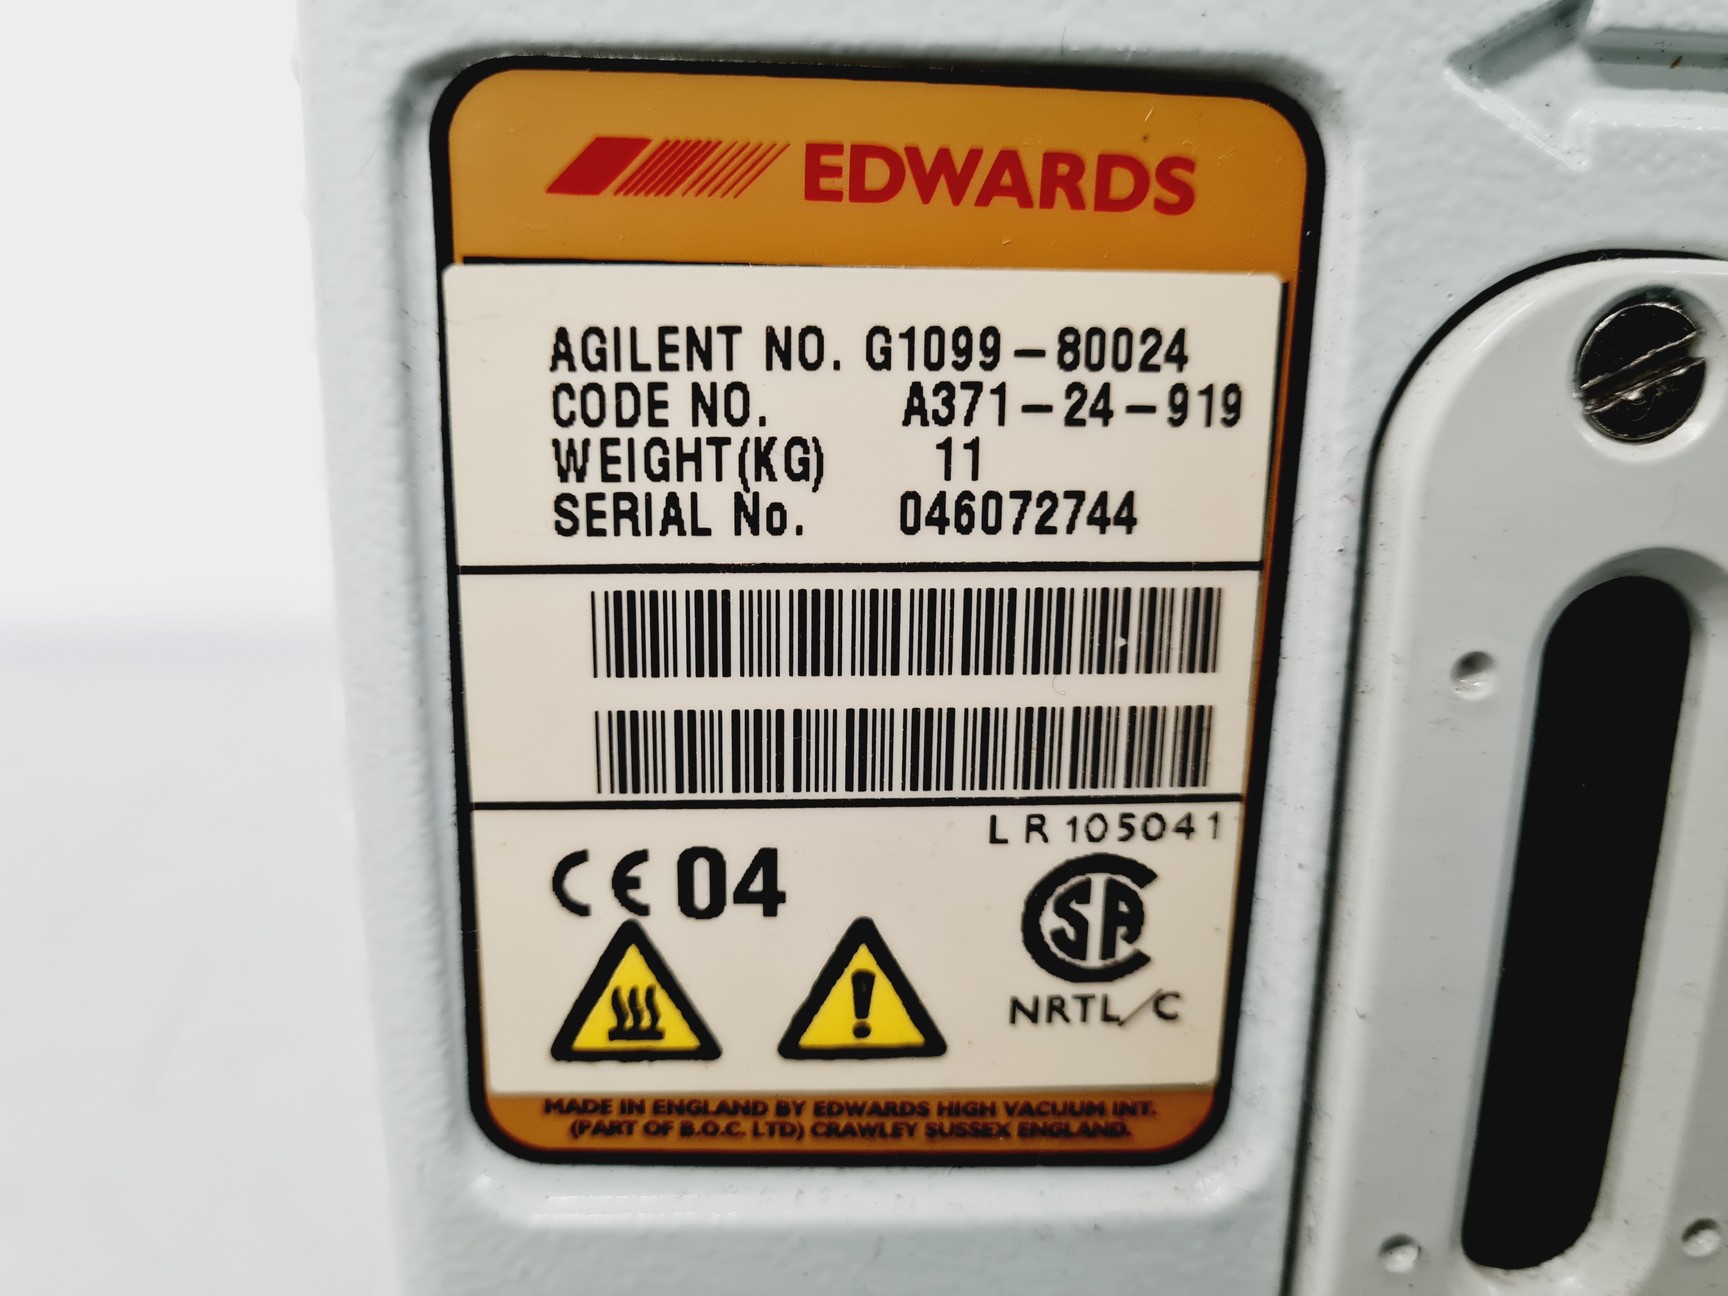 EDWARDS
AGILENT NO. G1099-80024
CODE NO. A371-24-919
WEIGHT(KG) 11
SERIAL No. 046072744
LR105041
CE 04
CSA
NRTL/C
MADE IN ENGLAND BY EDWARDS HIGH VACUUM INT.
(PART OF B.O.C. LTD) CRAWLEY SUSSEX ENGLAND.